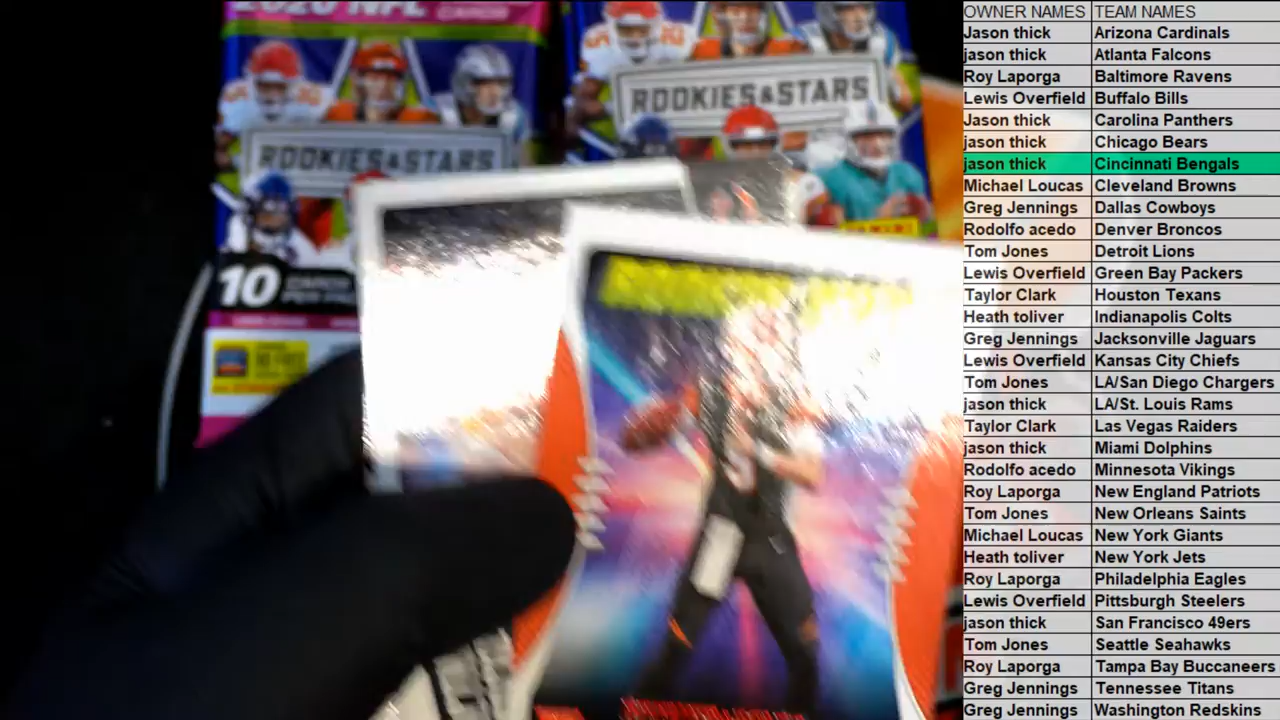 2020 NFL
ROOKIES & STARS
ROOKIES & STARS
10 CARDS
PER PACK
PANINI
OWNER NAMES TEAM NAMES
Jason thick Arizona Cardinals
jason thick Atlanta Falcons
Roy Laporga Baltimore Ravens
Lewis Overfield Buffalo Bills
Jason thick Carolina Panthers
jason thick Chicago Bears
jason thick Cincinnati Bengals
Michael Loucas Cleveland Browns
Greg Jennings Dallas Cowboys
Rodolfo acedo Denver Broncos
Tom Jones Detroit Lions
Lewis Overfield Green Bay Packers
Taylor Clark Houston Texans
Heath toliver Indianapolis Colts
Greg Jennings Jacksonville Jaguars
Lewis Overfield Kansas City Chiefs
Tom Jones LA/San Diego Chargers
jason thick LA/St. Louis Rams
Taylor Clark Las Vegas Raiders
jason thick Miami Dolphins
Rodolfo acedo Minnesota Vikings
Roy Laporga New England Patriots
Tom Jones New Orleans Saints
Michael Loucas New York Giants
Heath toliver New York Jets
Roy Laporga Philadelphia Eagles
Lewis Overfield Pittsburgh Steelers
jason thick San Francisco 49ers
Tom Jones Seattle Seahawks
Roy Laporga Tampa Bay Buccaneers
Greg Jennings Tennessee Titans
Greg Jennings Washington Redskins